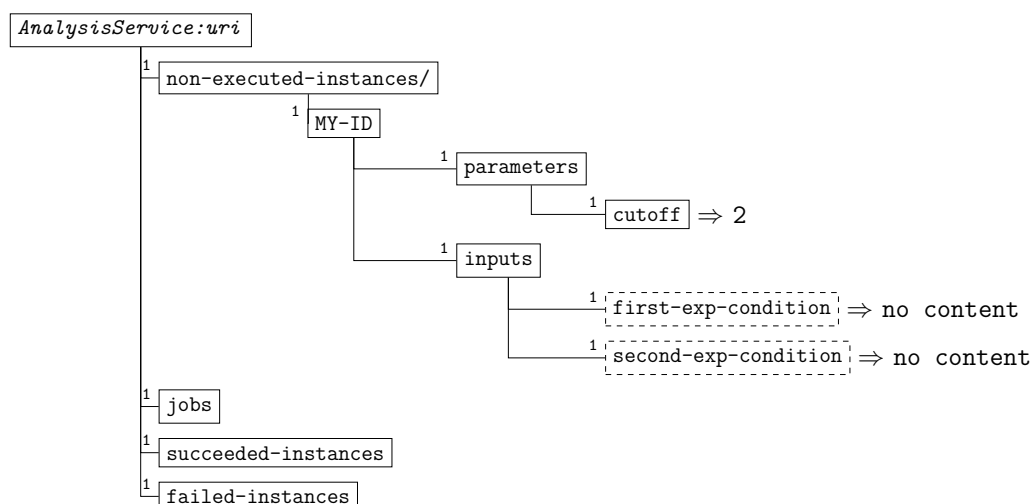 AnalysisService:uri
1 non-executed-instances/
1 MY-ID
1 parameters
1 cutoff ⇒ 2
1 inputs
1 first-exp-condition ⇒ no content
1 second-exp-condition ⇒ no content
1 jobs
1 succeeded-instances
1 failed-instances